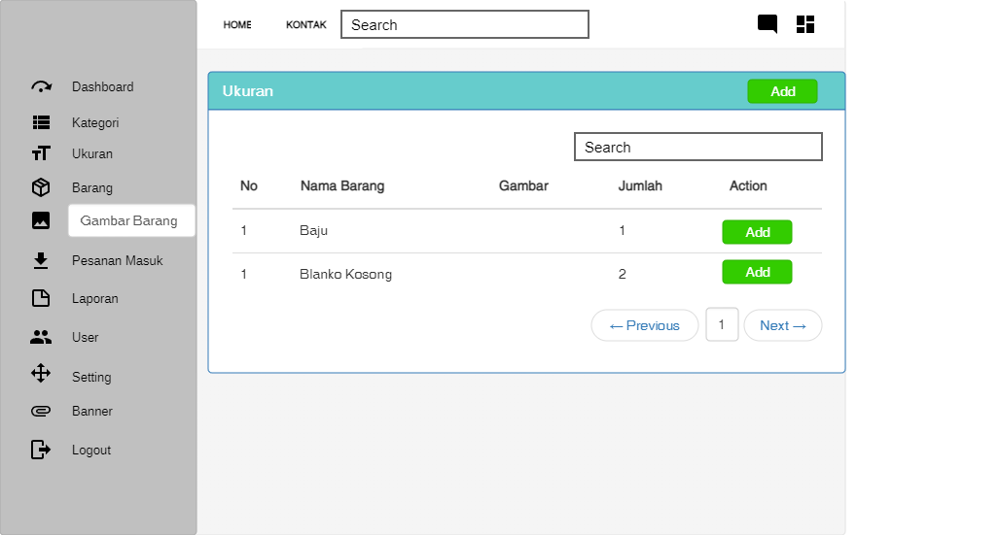 HOME KONTAK Search
Dashboard
Kategori
Ukuran
Barang
Gambar Barang
Pesanan Masuk
Laporan
User
Setting
Banner
Logout
Ukuran Add
Search
No Nama Barang Gambar Jumlah Action
1 Baju 1 Add
1 Blanko Kosong 2 Add
← Previous 1 Next →